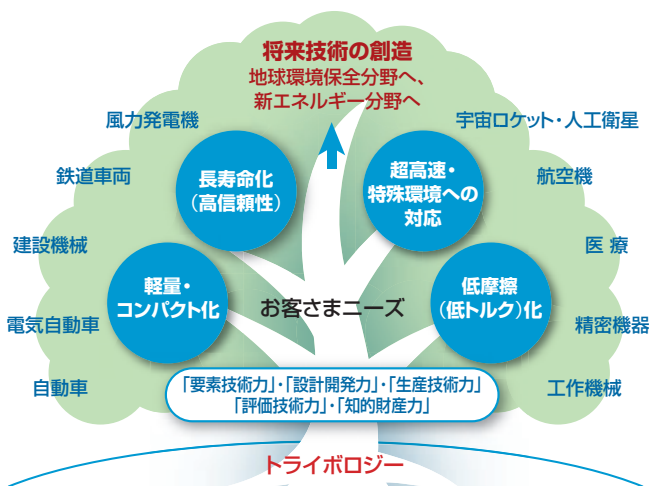 将来技術の創造
地球環境保全分野へ、
新エネルギー分野へ
風力発電機
宇宙ロケット・人工衛星
鉄道車両
長寿命化
(高信頼性)
超高速・
特殊環境への
対応
航空機
建設機械
医 療
軽量・
コンパクト化
お客さまニーズ
低摩擦
(低トルク)化
電気自動車
精密機器
自動車
「要素技術力」・「設計開発力」・「生産技術力」
「評価技術力」・「知的財産力」
工作機械
トライボロジー